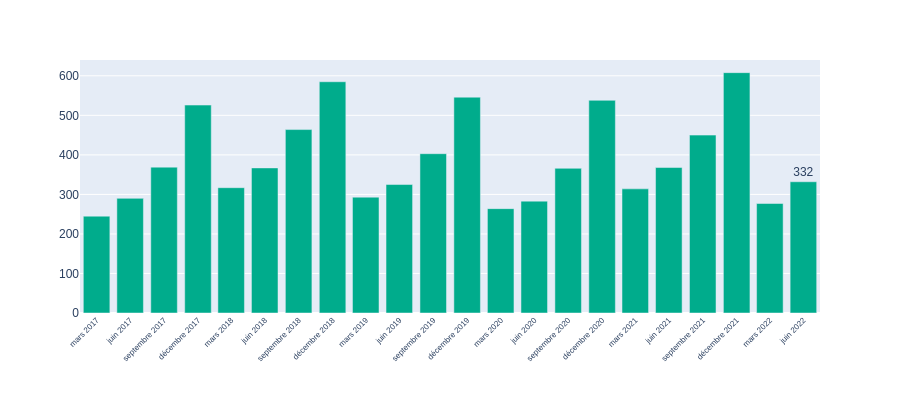 600
500
400
300
200
100
0
332
mars 2017
juin 2017
septembre 2017
décembre 2017
mars 2018
juin 2018
septembre 2018
décembre 2018
mars 2019
juin 2019
septembre 2019
décembre 2019
mars 2020
juin 2020
septembre 2020
décembre 2020
mars 2021
juin 2021
septembre 2021
décembre 2021
mars 2022
juin 2022